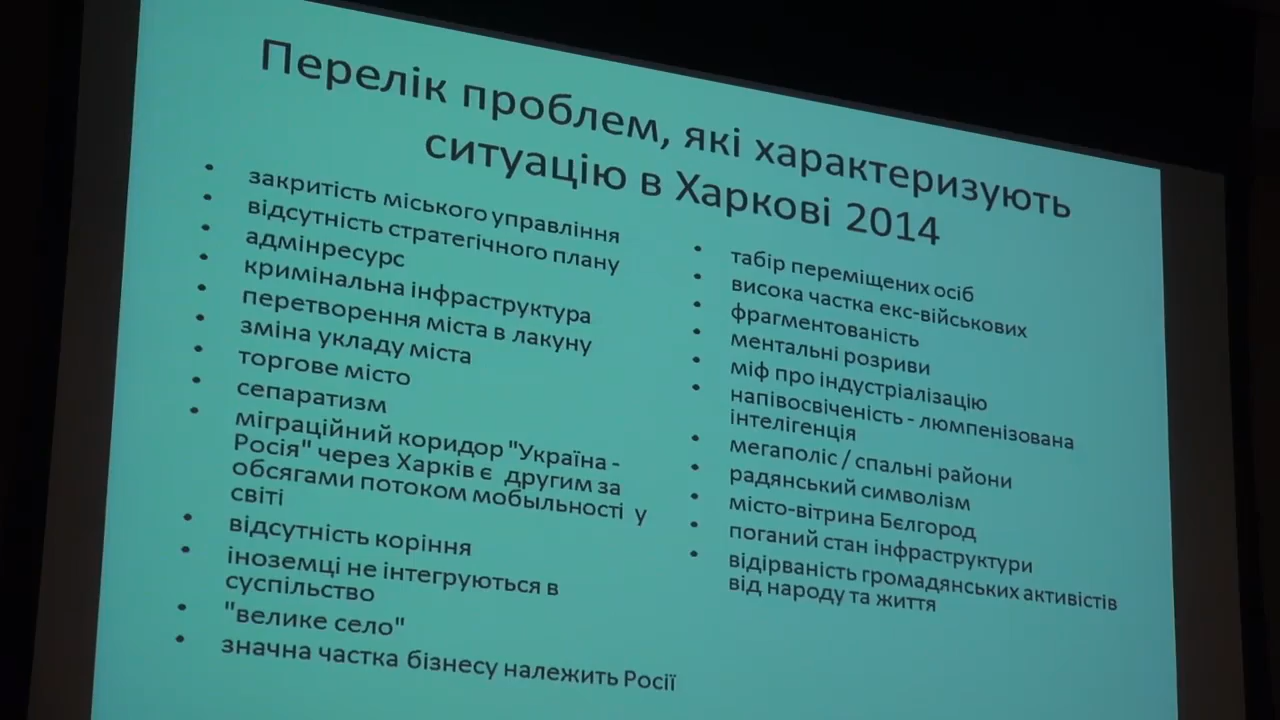 Перелік проблем, які характеризують
ситуацію в Харкові 2014
• закритість міського управління
• відсутність стратегічного плану
• адмінресурс
• кримінальна інфраструктура
• перетворення міста в лакуну
• зміна укладу міста
• торгове місто
• сепаратизм
• міграційний коридор "Україна -
Росія" через Харків є другим за
обсягами потоком мобыльності у
світі
• відсутність коріння
• іноземці не інтегруються в
суспільство
• "велике село"
• значна частка бізнесу належить Росії
• табір переміщених осіб
• висока частка екс-військових
• фрагментованість
• ментальні розриви
• міф про індустріалізацію
• напівосвіченість - люмпенізована
інтелігенція
• мегаполіс / спальні райони
• радянський символізм
• місто-вітрина Бєлгород
• поганий стан інфраструктури
• відірваність громадянських активістів
від народу та життя